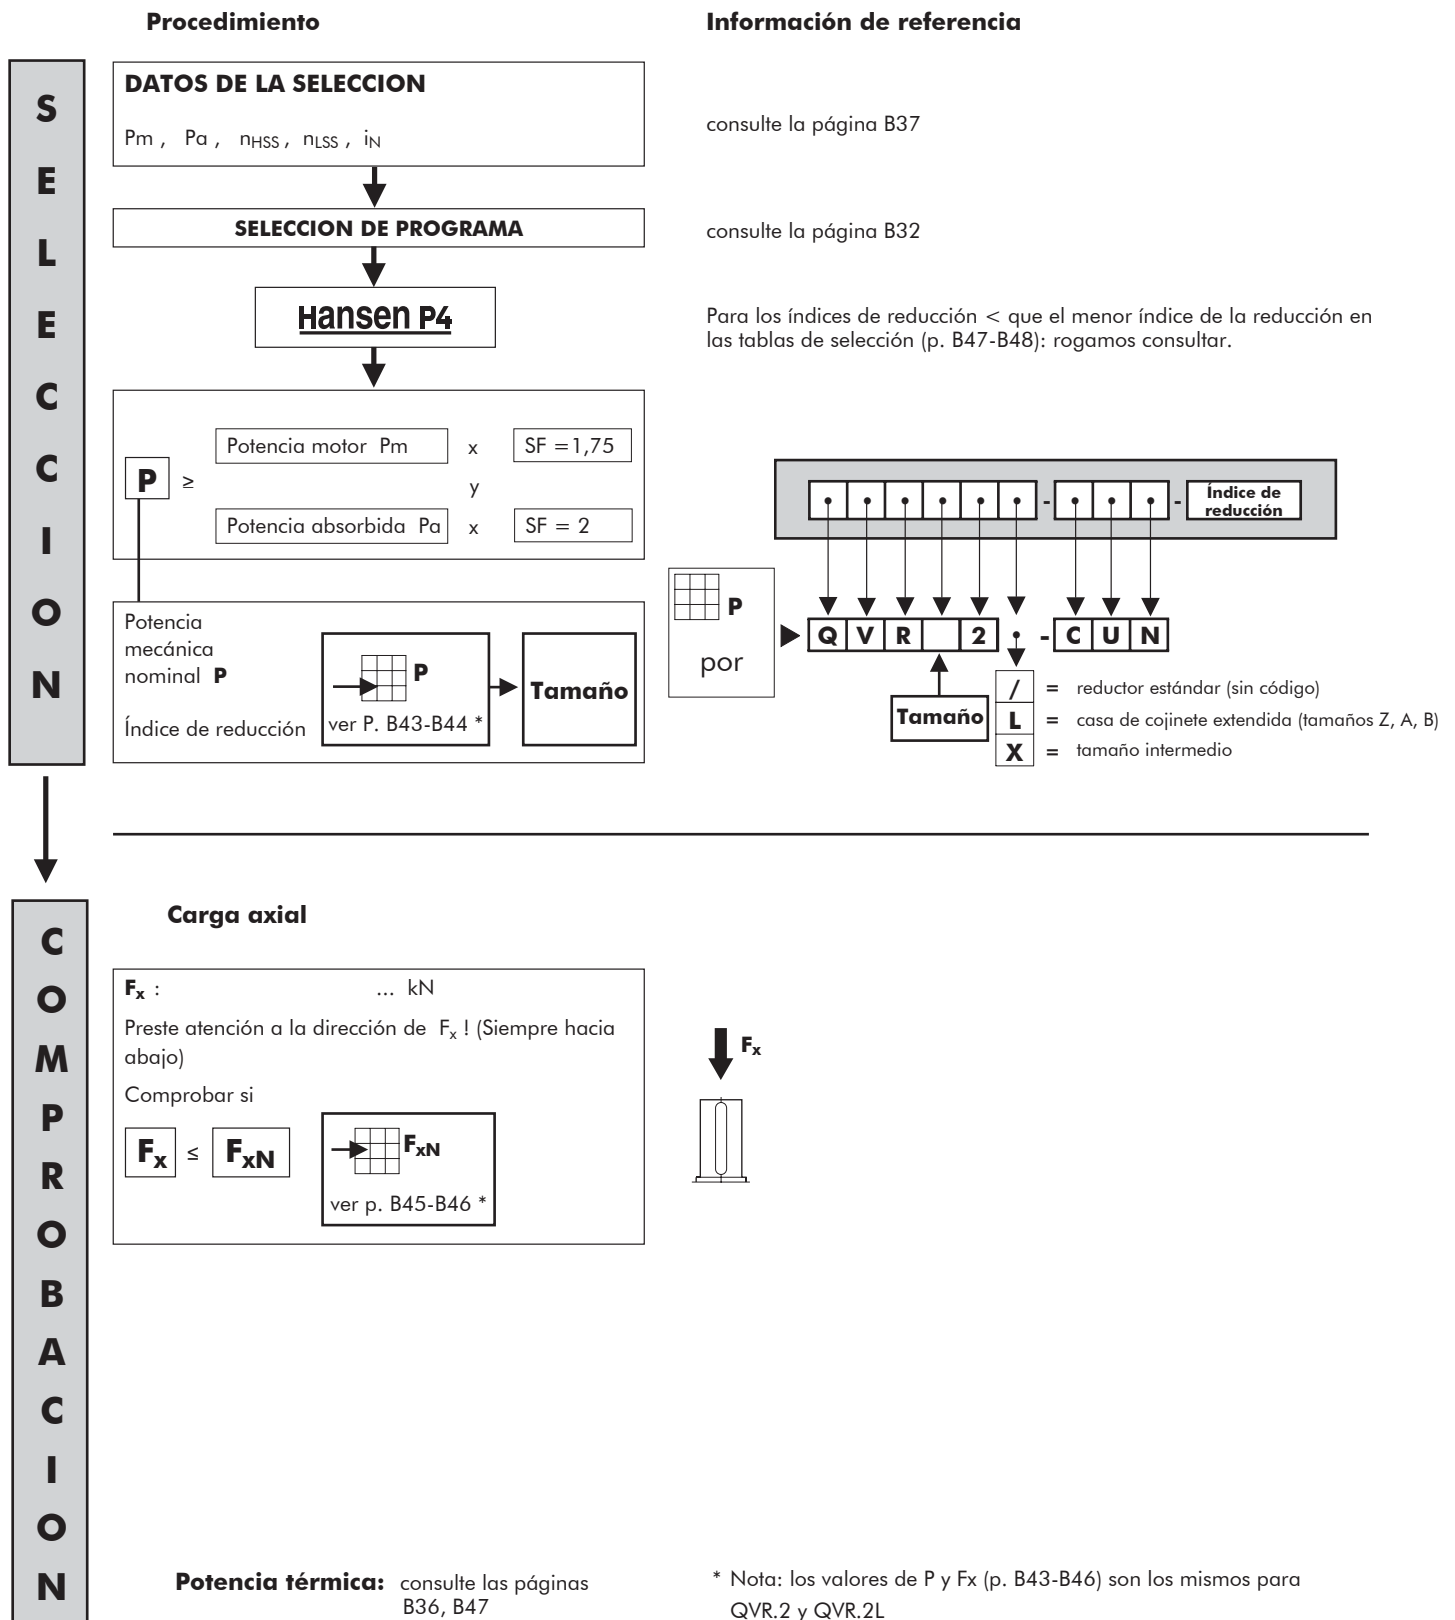 Procedimiento
Información de referencia
SELECCION
DATOS DE LA SELECCION
Pm , Pa , nHSS , nLSS , iN
consulte la página B37
SELECCION DE PROGRAMA
consulte la página B32
Hansen P4
Para los índices de reducción < que el menor índice de la reducción en
las tablas de selección (p. B47-B48): rogamos consultar.
Potencia motor Pm x SF =1,75
P ≥ y
Potencia absorbida Pa x SF = 2
- - Índice de
reducción
Potencia
mecánica
nominal P
Índice de reducción
P
ver P. B43-B44 *
Tamaño
P
por
Q V R 2 - C U N
Tamaño
/ = reductor estándar (sin código)
L = casa de cojinete extendida (tamaños Z, A, B)
X = tamaño intermedio
COMPROBACION
Carga axial
Fx : ... kN
Preste atención a la dirección de Fx ! (Siempre hacia
abajo)
Comprobar si
Fx ≤ FxN
FxN
ver p. B45-B46 *
Fx
Potencia térmica: consulte las páginas
B36, B47
* Nota: los valores de P y Fx (p. B43-B46) son los mismos para
QVR.2 y QVR.2L